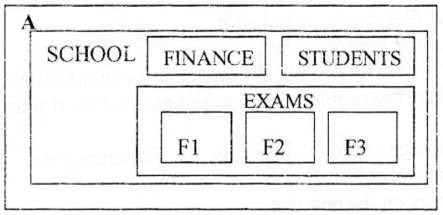 A
SCHOOL FINANCE STUDENTS
EXAMS
F1 F2 F3